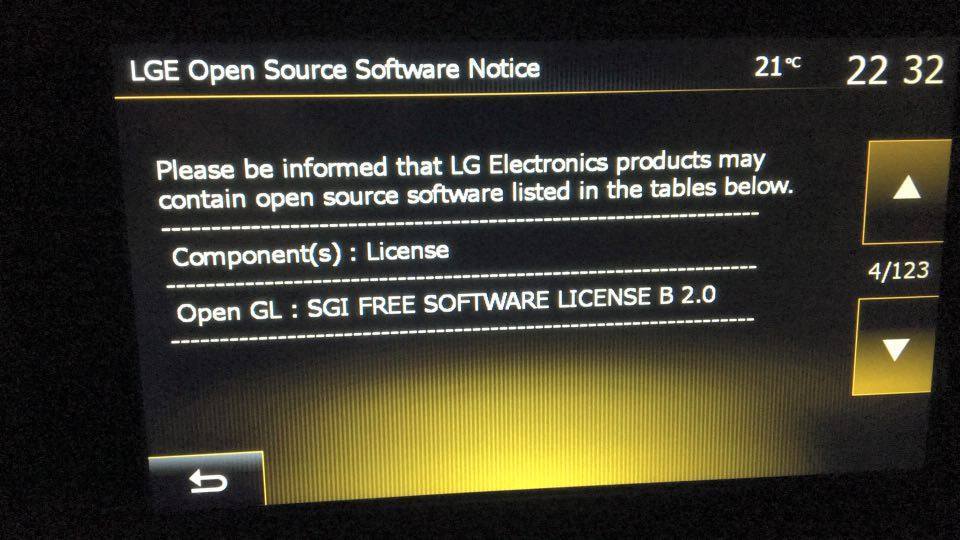 LGE Open Source Software Notice 21°C 22 32
Please be informed that LG Electronics products may
contain open source software listed in the tables below.
--------------------------------------------------------------
Component(s) : License
--------------------------------------------------------------
Open GL : SGI FREE SOFTWARE LICENSE B 2.0
--------------------------------------------------------------
4/123